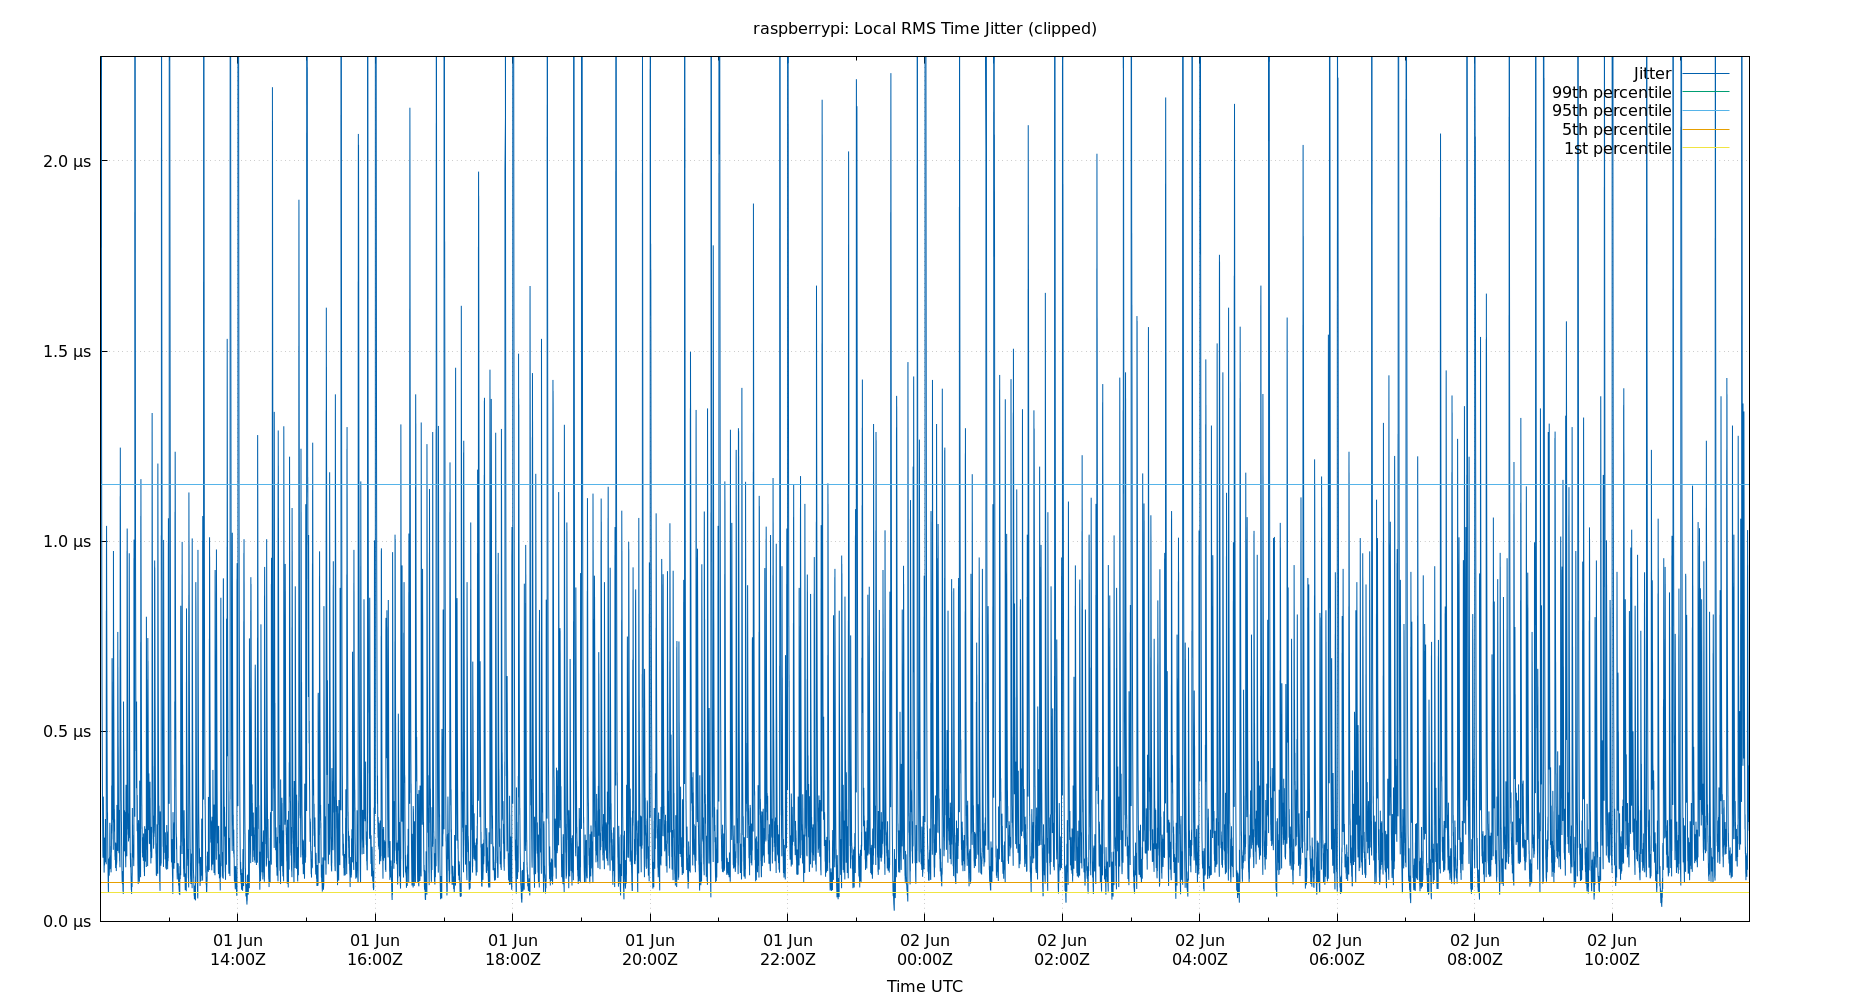 raspberrypi: Local RMS Time Jitter (clipped)
Jitter
99th percentile
95th percentile
5th percentile
1st percentile
2.0 µs
1.5 µs
1.0 µs
0.5 µs
0.0 µs
01 Jun 01 Jun 01 Jun 01 Jun 01 Jun 02 Jun 02 Jun 02 Jun 02 Jun 02 Jun 02 Jun
14:00Z 16:00Z 18:00Z 20:00Z 22:00Z 00:00Z 02:00Z 04:00Z 06:00Z 08:00Z 10:00Z
Time UTC